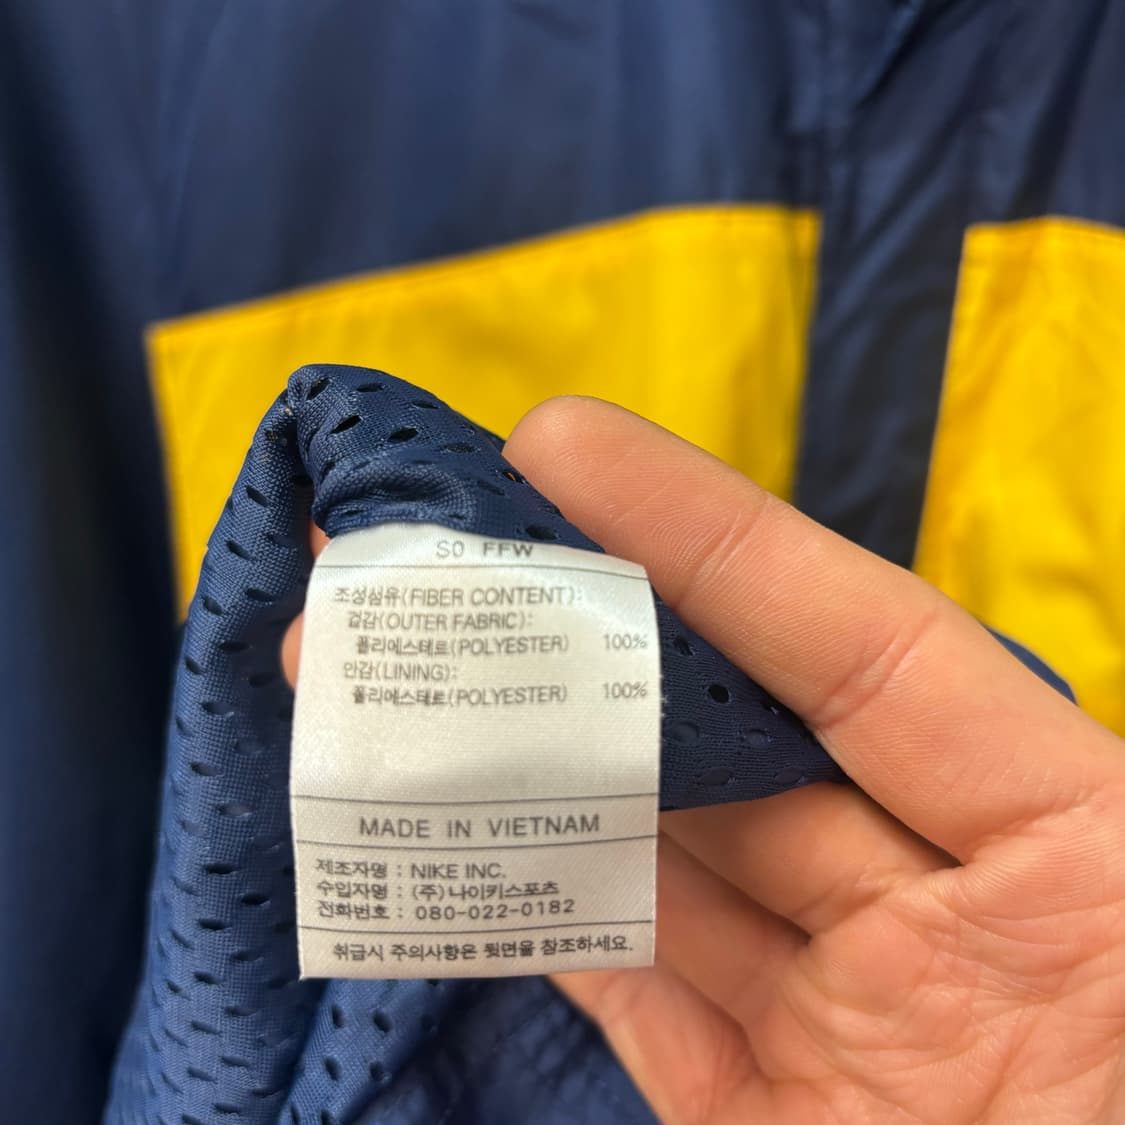 SO FFW
조성섬유(FIBER CONTENT):
겉감(OUTER FABRIC):
폴리에스테르(POLYESTER) 100%
안감(LINING):
폴리에스테르(POLYESTER) 100%
MADE IN VIETNAM
제조자명 : NIKE INC.
수입자명 : (주)나이키스포츠
전화번호 : 080-022-0182
취급시 주의사항은 뒷면을 참조하세요.